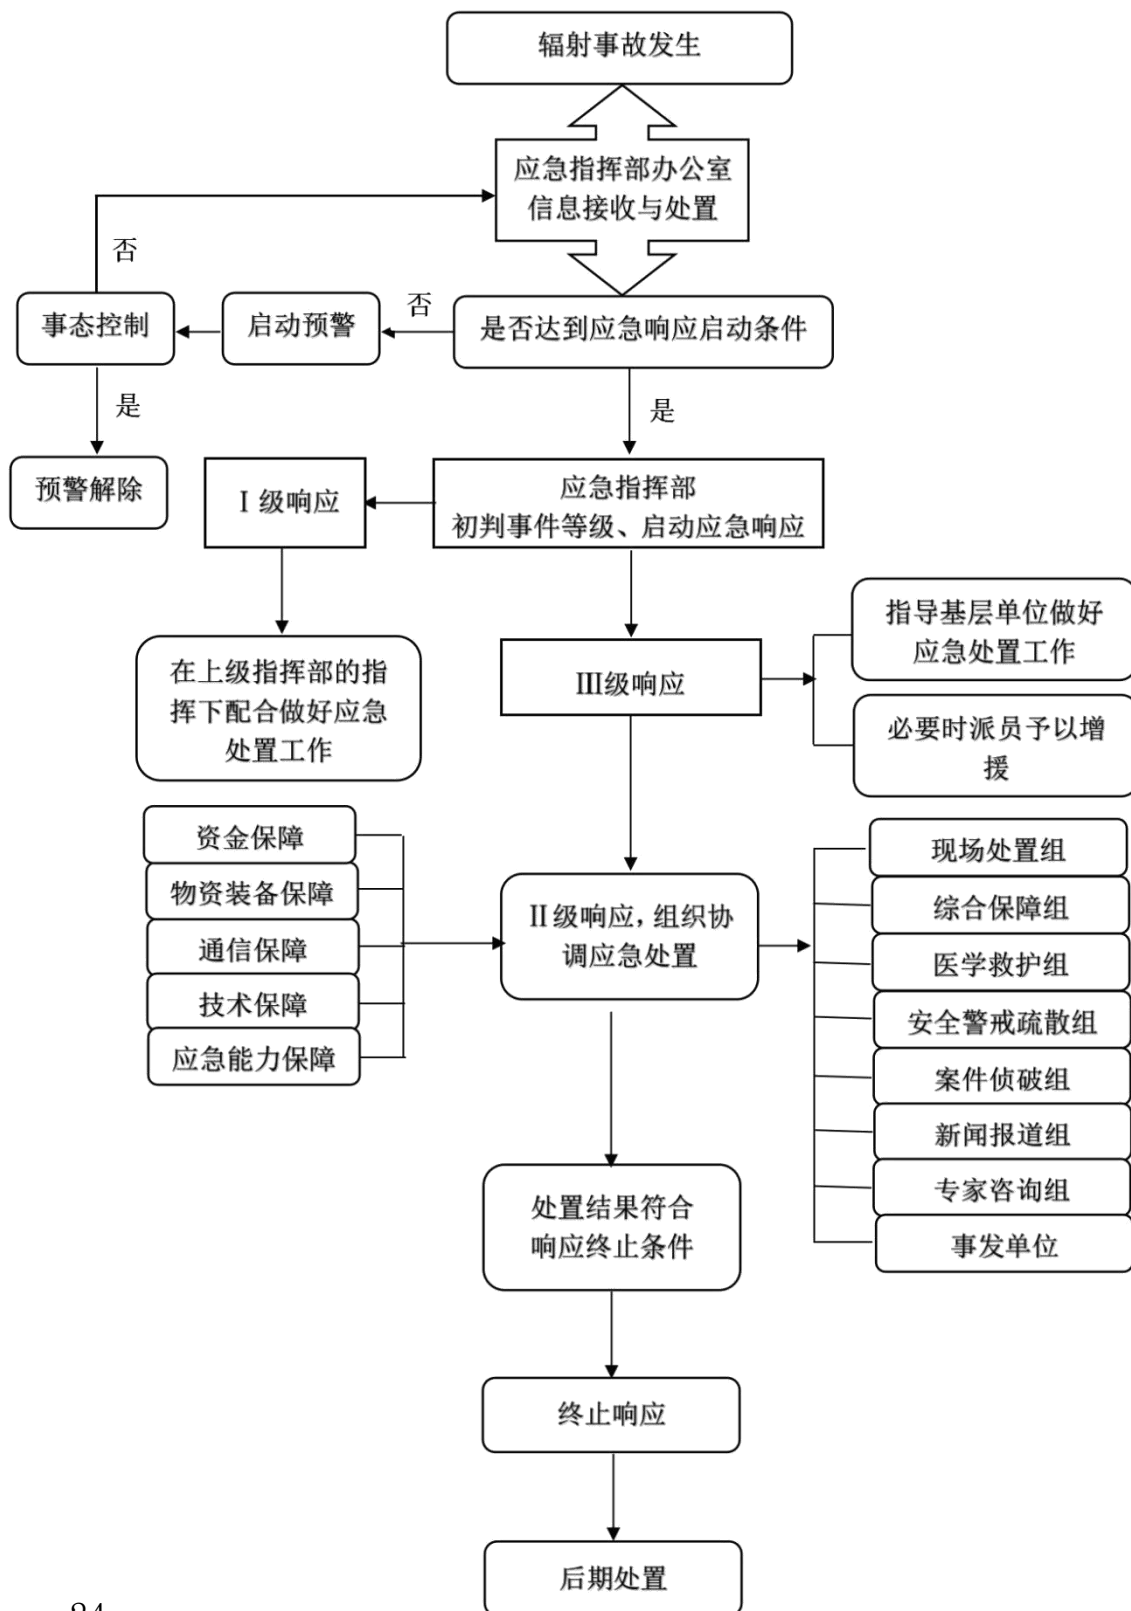 辐射事故发生
应急指挥部办公室
信息接收与处置
否
事态控制
启动预警
否
是否达到应急响应启动条件
是
是
预警解除
Ⅰ级响应
应急指挥部
初判事件等级、启动应急响应
在上级指挥部的指
挥下配合做好应急
处置工作
Ⅲ级响应
指导基层单位做好
应急处置工作
必要时派员予以增
援
资金保障
物资装备保障
通信保障
技术保障
应急能力保障
Ⅱ级响应，组织协
调应急处置
现场处置组
综合保障组
医学救护组
安全警戒疏散组
案件侦破组
新闻报道组
专家咨询组
事发单位
处置结果符合
响应终止条件
终止响应
后期处置